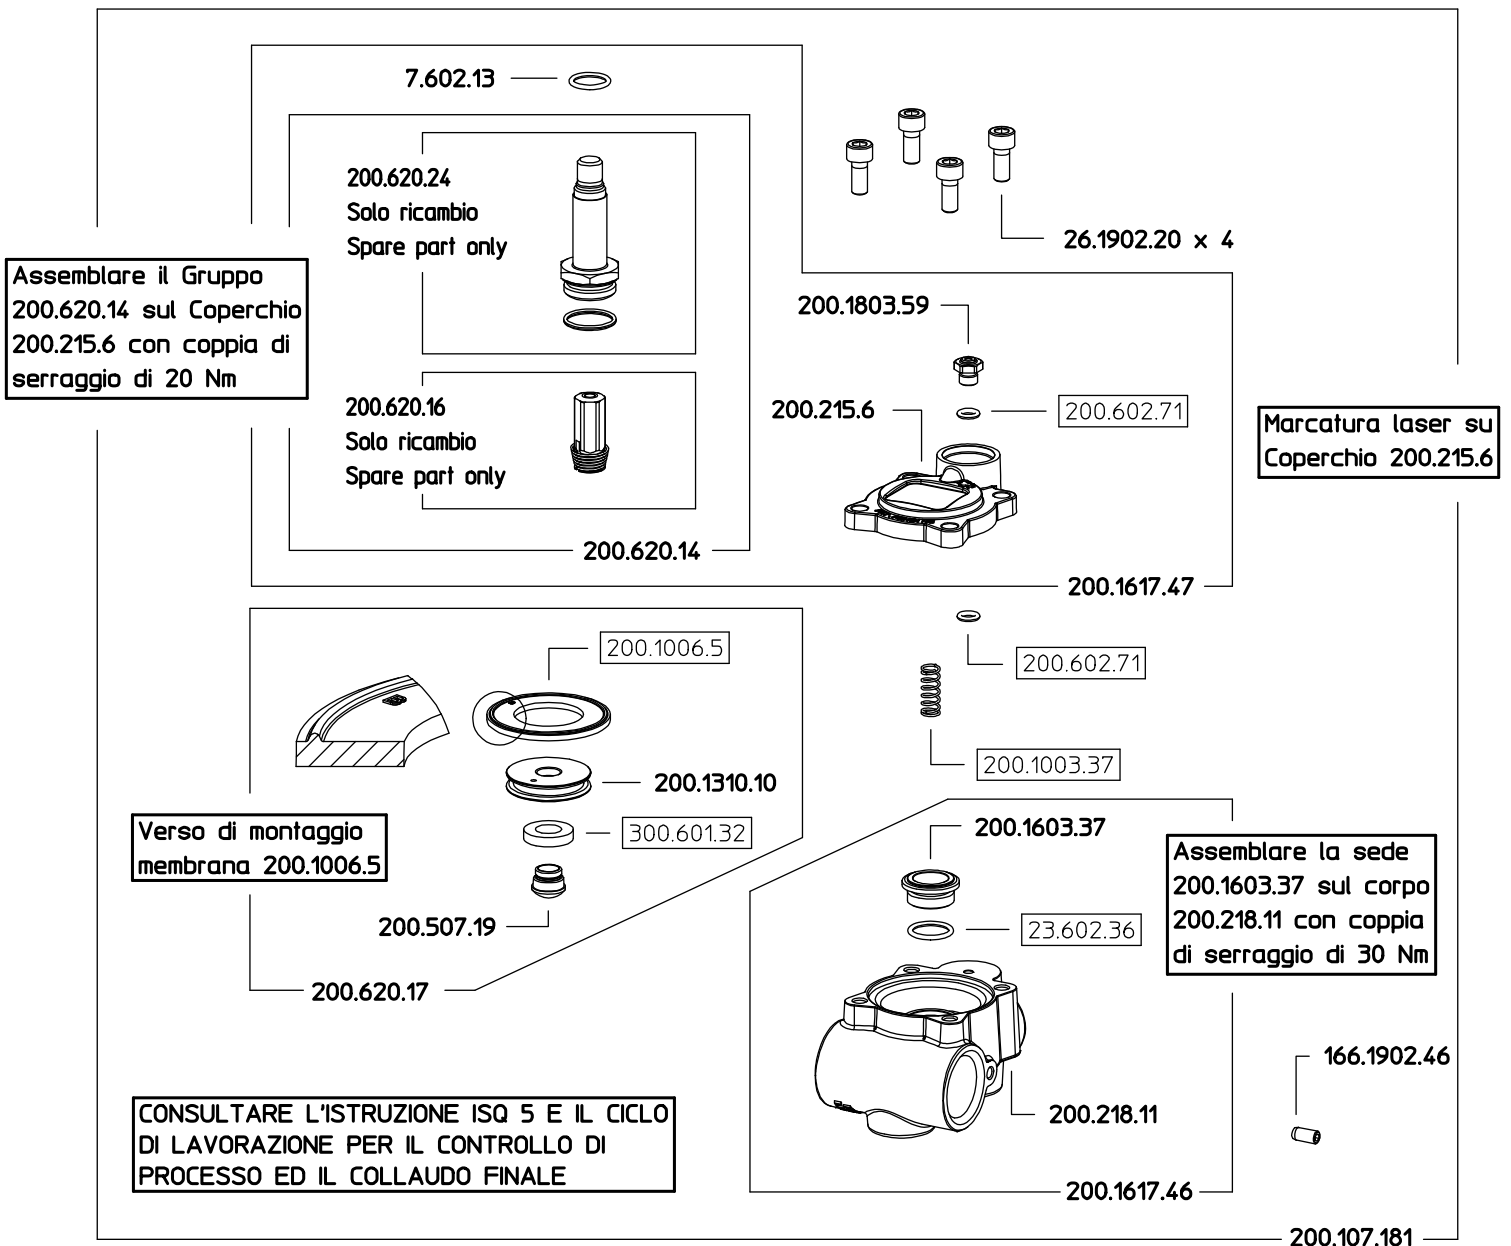 7.602.13
200.620.24
Solo ricambio
Spare part only
26.1902.20 x 4
Assemblare il Gruppo
200.620.14 sul Coperchio
200.215.6 con coppia di
serraggio di 20 Nm
200.1803.59
200.620.16
Solo ricambio
Spare part only
200.215.6
200.602.71
Marcatura laser su
Coperchio 200.215.6
200.620.14
200.1617.47
200.1006.5
200.602.71
200.1003.37
200.1310.10
Verso di montaggio
membrana 200.1006.5
300.601.32
200.1603.37
Assemblare la sede
200.1603.37 sul corpo
200.218.11 con coppia
di serraggio di 30 Nm
200.507.19
23.602.36
200.620.17
166.1902.46
200.218.11
CONSULTARE L'ISTRUZIONE ISQ 5 E IL CICLO
DI LAVORAZIONE PER IL CONTROLLO DI
PROCESSO ED IL COLLAUDO FINALE
200.1617.46
200.107.181